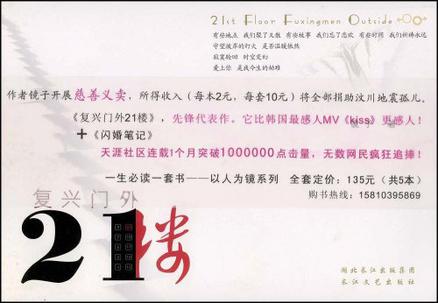 21st Floor Fuxingmen Outside
有些地点 我们聚了又散 有些故事 我们忘了悲欢 有些时间 我们祈祷永远
守望彼岸的灯火 是否温暖依然
寂寞轮回 时空变幻
爱上你 是我今生的劫难
作者镜子开展慈善义卖，所得收入（每本2元，每套10元）将全部捐助汶川地震孤儿。
《复兴门外21楼》，先锋代表作。它比韩国最感人MV《kiss》更感人！
＋《闪婚笔记》
天涯社区连载1个月突破1000000点击量，无数网民疯狂追捧！
一生必读一套书——以人为镜系列 全套定价：135元（共5本）
购书热线：15810395869
复兴门外
21楼
湖北长江出版集团
长江文艺出版社